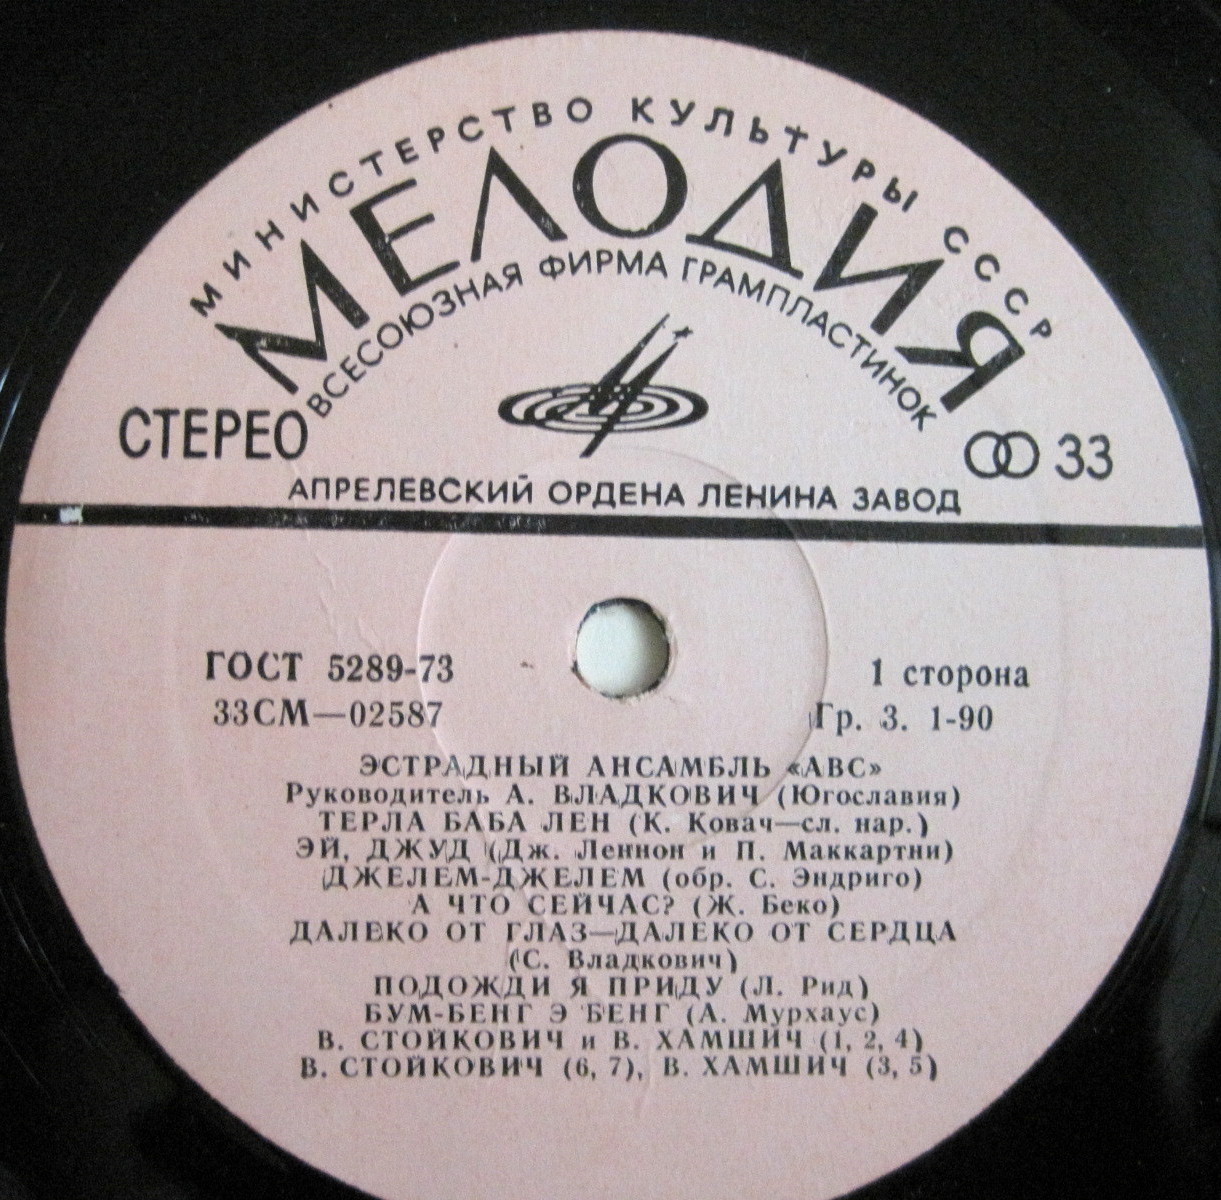 МИНИСТЕРСТВО КУЛЬТУРЫ СССР
МЕЛОДИЯ
ВСЕСОЮЗНАЯ ФИРМА ГРАМПЛАСТИНОК
СТЕРЕО
33
АПРЕЛЕВСКИЙ ОРДЕНА ЛЕНИНА ЗАВОД
ГОСТ 5289-73
1 сторона
33СМ—02587
Гр. 3. 1-90
ЭСТРАДНЫЙ АНСАМБЛЬ «АВС»
Руководитель А. ВЛАДКОВИЧ (Югославия)
ТЕРЛА БАБА ЛЕН (К. Ковач—сл. нар.)
ЭЙ, ДЖУД (Дж. Леннон и П. Маккартни)
ДЖЕЛЕМ-ДЖЕЛЕМ (обр. С. Эндриго)
А ЧТО СЕЙЧАС? (Ж. Беко)
ДАЛЕКО ОТ ГЛАЗ—ДАЛЕКО ОТ СЕРДЦА
(С. Владкович)
ПОДОЖДИ Я ПРИДУ (Л. Рид)
БУМ-БЕНГ Э БЕНГ (А. Мурхаус)
В. СТОЙКОВИЧ и В. ХАМШИЧ (1, 2, 4)
В. СТОЙКОВИЧ (6, 7), В. ХАМШИЧ (3, 5)